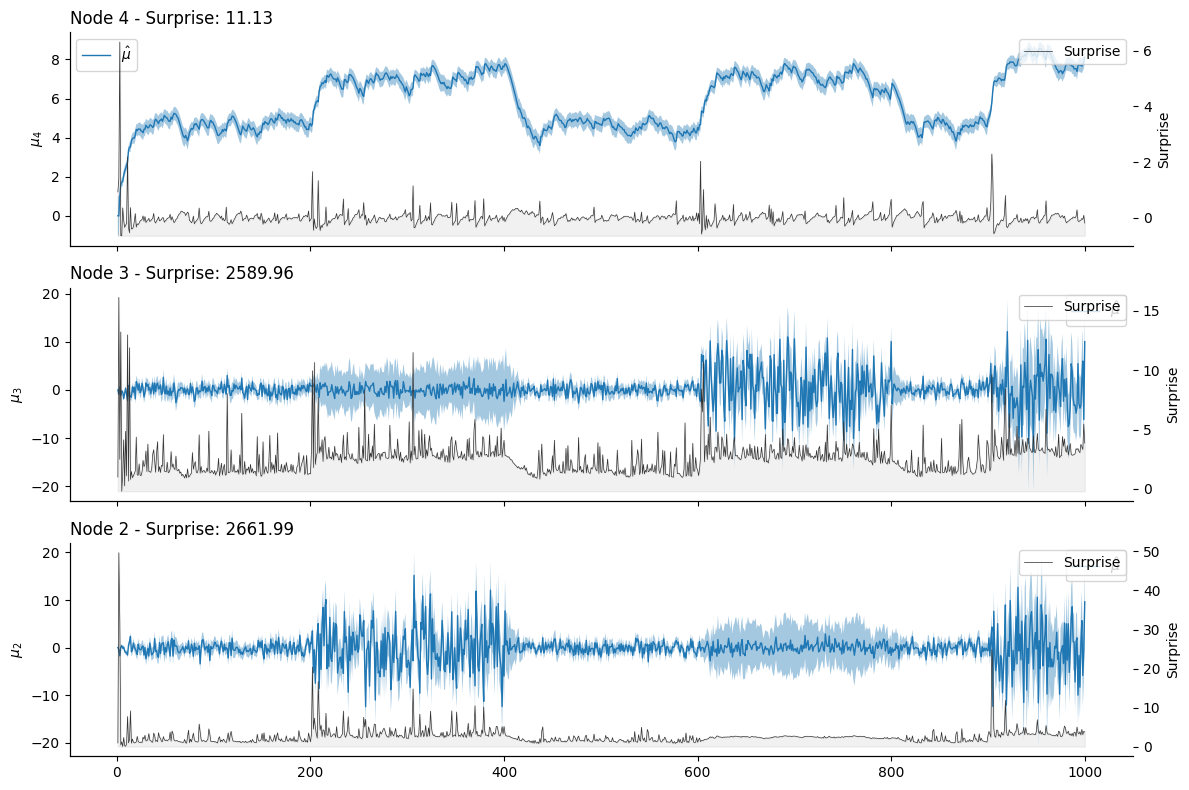 Node 4 - Surprise: 11.13
μ̂
Surprise
μ4
8
6
4
2
0
6
4
2
0
Surprise
Node 3 - Surprise: 2589.96
Surprise
μ̂
μ3
20
10
0
−10
−20
15
10
5
0
Surprise
Node 2 - Surprise: 2661.99
Surprise
μ̂
μ2
20
10
0
−10
−20
50
40
30
20
10
0
Surprise
0 200 400 600 800 1000